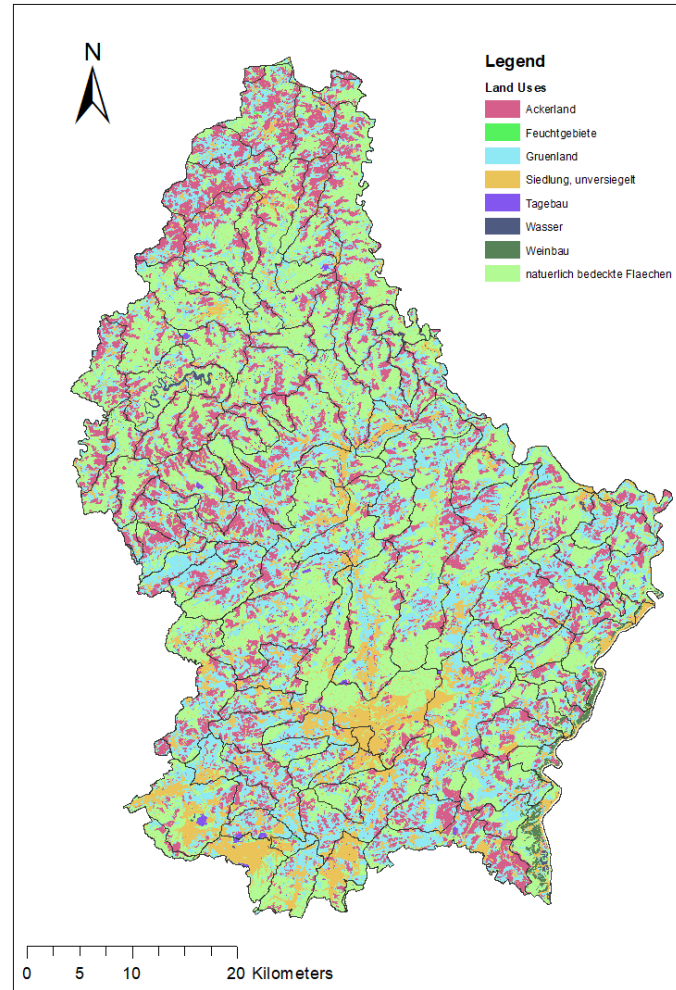 N
Legend
Land Uses
Ackerland
Feuchtgebiete
Gruenland
Siedlung, unversiegelt
Tagebau
Wasser
Weinbau
natuerlich bedeckte Flaechen
0 5 10 20 Kilometers